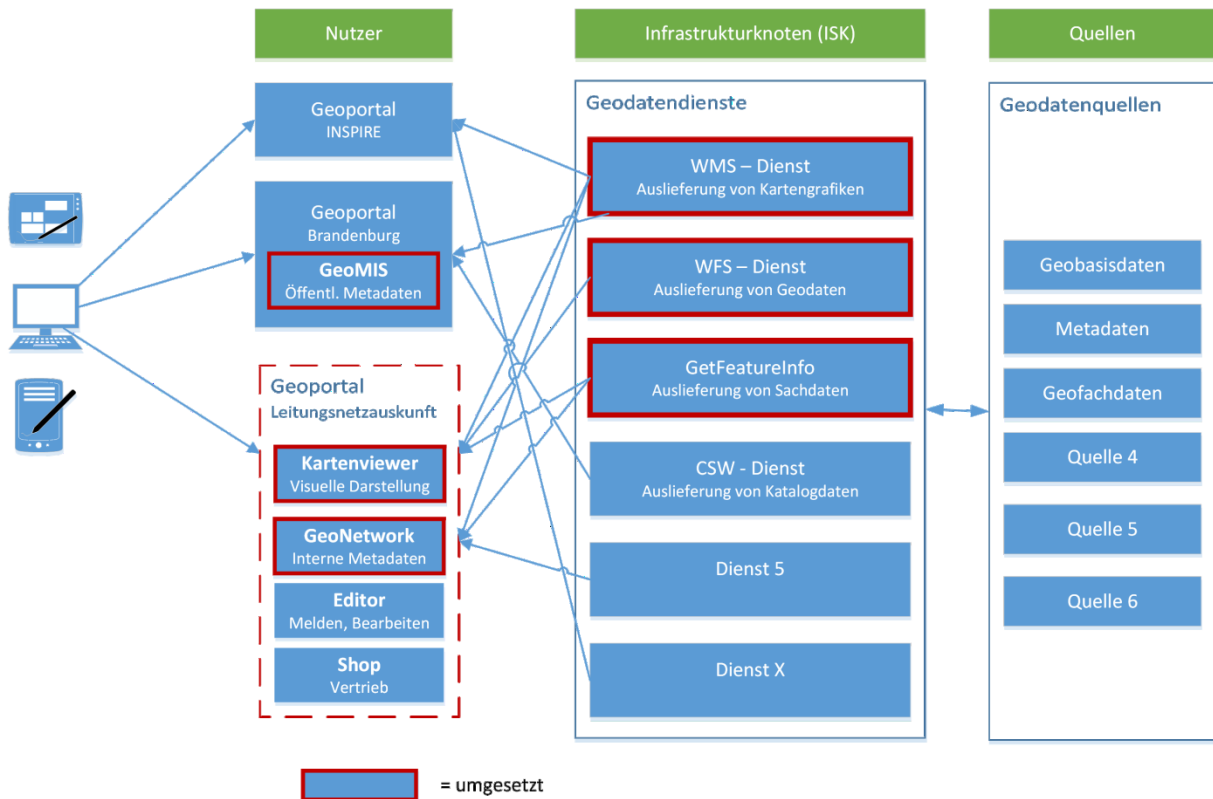 Nutzer
Infrastrukturknoten (ISK)
Quellen
Geoportal
INSPIRE
Geoportal
Brandenburg
GeoMIS
Öffentl. Metadaten
Geoportal
Leitungsnetzauskunft
Kartenviewer
Visuelle Darstellung
GeoNetwork
Interne Metadaten
Editor
Melden, Bearbeiten
Shop
Vertrieb
Geodatendienste
WMS – Dienst
Auslieferung von Kartengrafiken
WFS – Dienst
Auslieferung von Geodaten
GetFeatureInfo
Auslieferung von Sachdaten
CSW - Dienst
Auslieferung von Katalogdaten
Dienst 5
Dienst X
Geodatenquellen
Geobasisdaten
Metadaten
Geofachdaten
Quelle 4
Quelle 5
Quelle 6
= umgesetzt